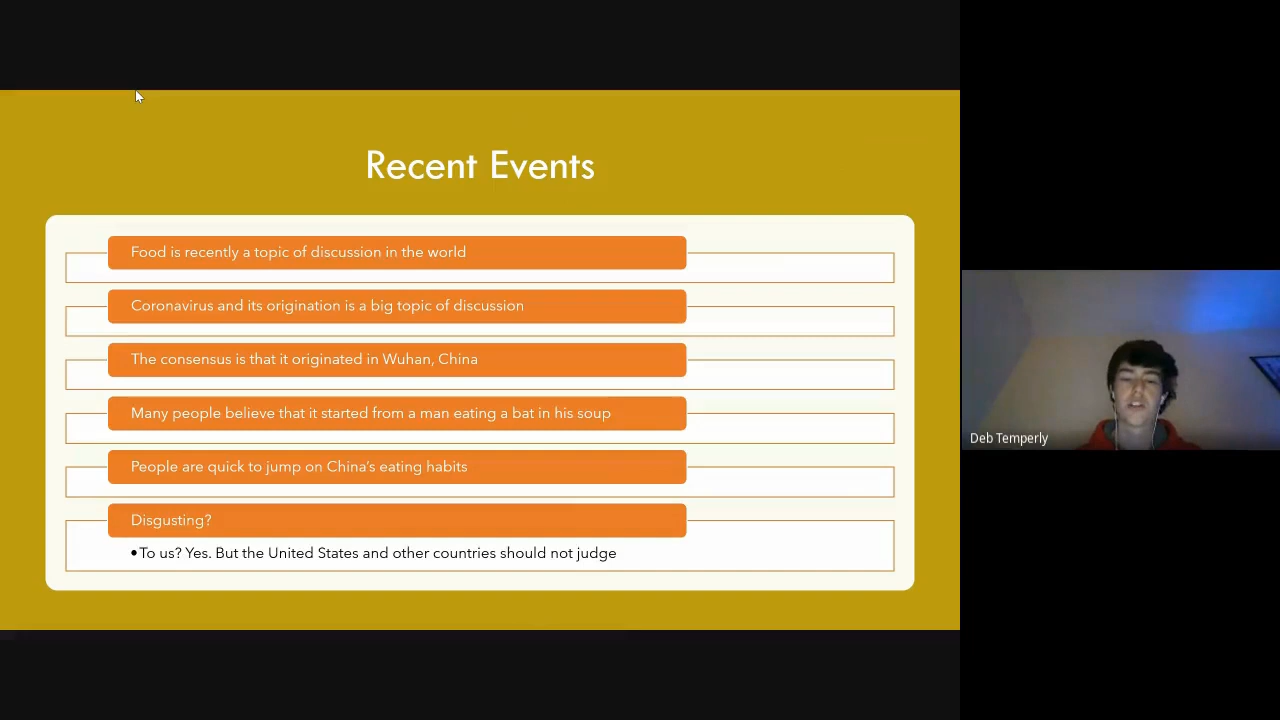 Recent Events
Food is recently a topic of discussion in the world
Coronavirus and its origination is a big topic of discussion
The consensus is that it originated in Wuhan, China
Many people believe that it started from a man eating a bat in his soup
People are quick to jump on China's eating habits
Disgusting?
•To us? Yes. But the United States and other countries should not judge
Deb Temperly